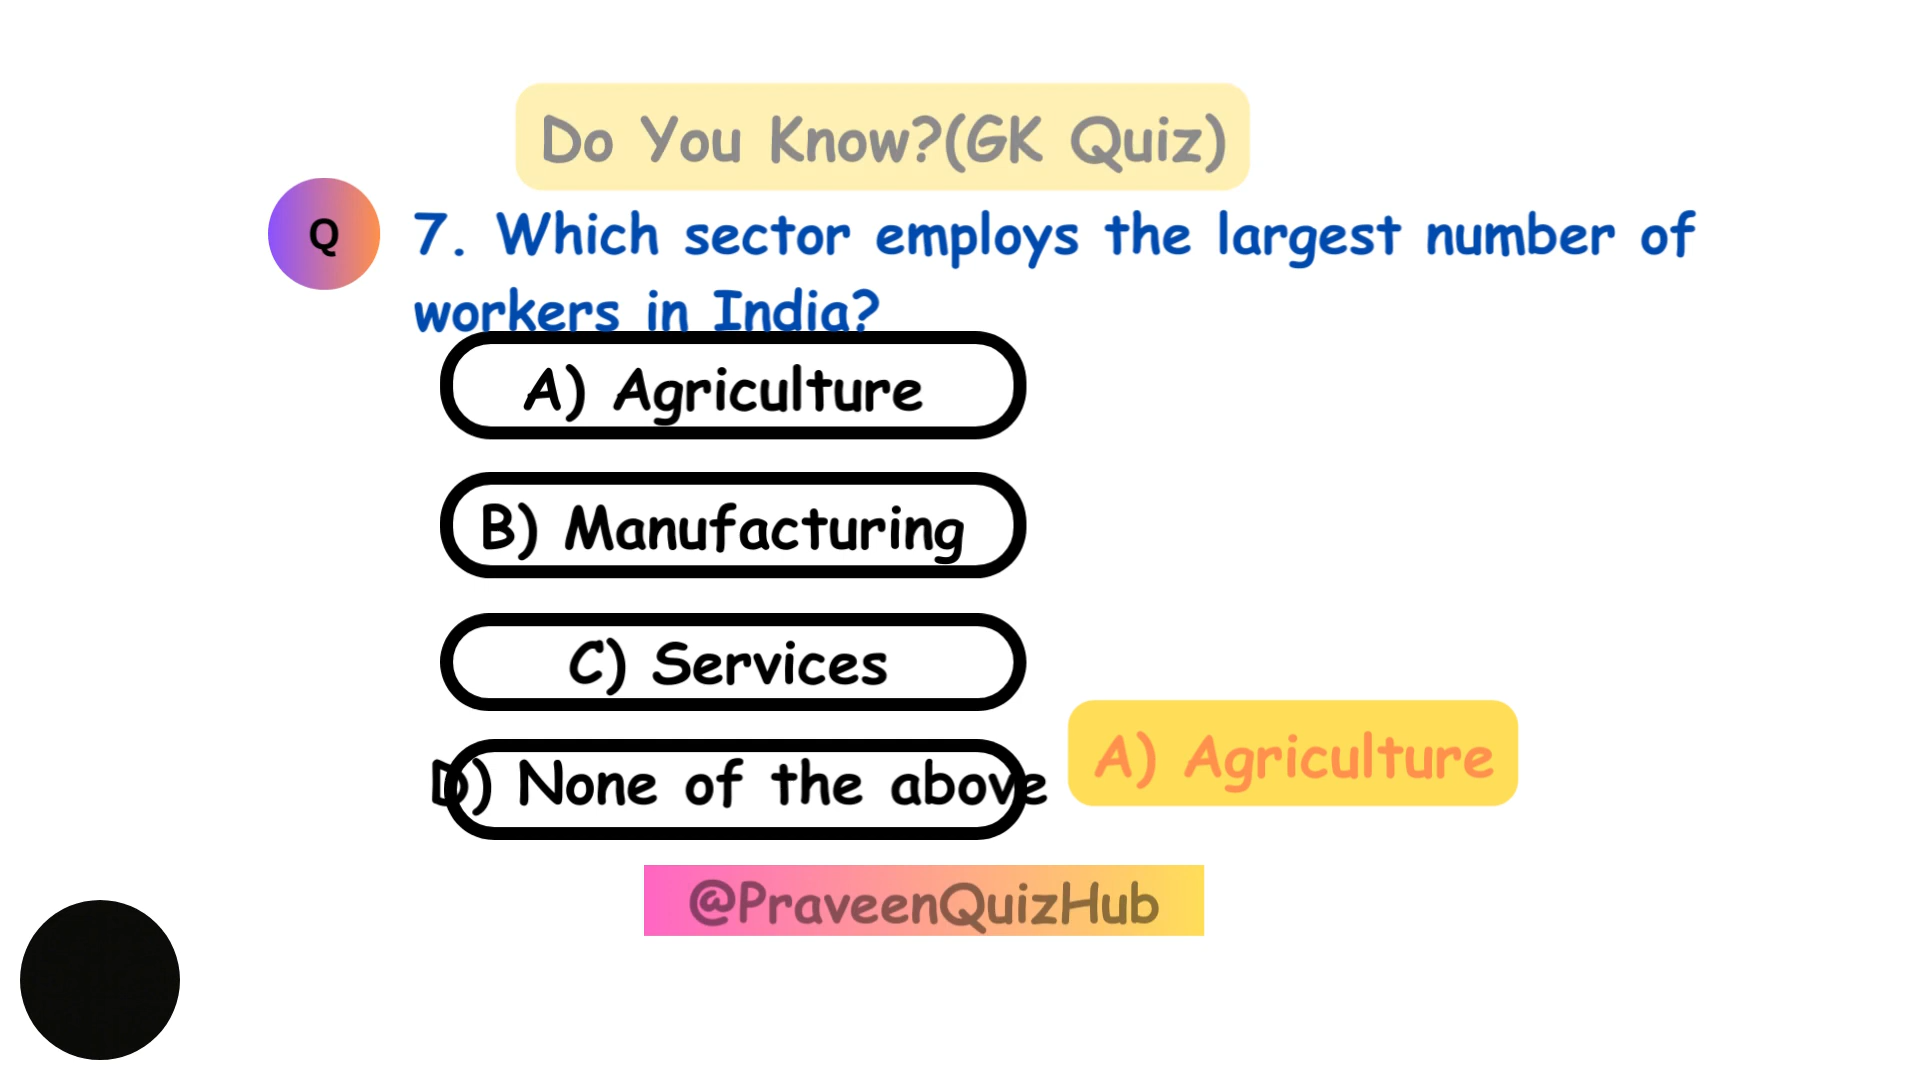 Do You Know?(GK Quiz)
Q
7. Which sector employs the largest number of
workers in India?
A) Agriculture
B) Manufacturing
C) Services
D) None of the above
A) Agriculture
@PraveenQuizHub